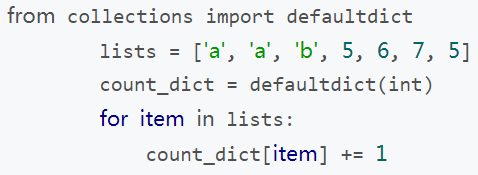 from collections import defaultdict
lists = ['a', 'a', 'b', 5, 6, 7, 5]
count_dict = defaultdict(int)
for item in lists:
count_dict[item] += 1